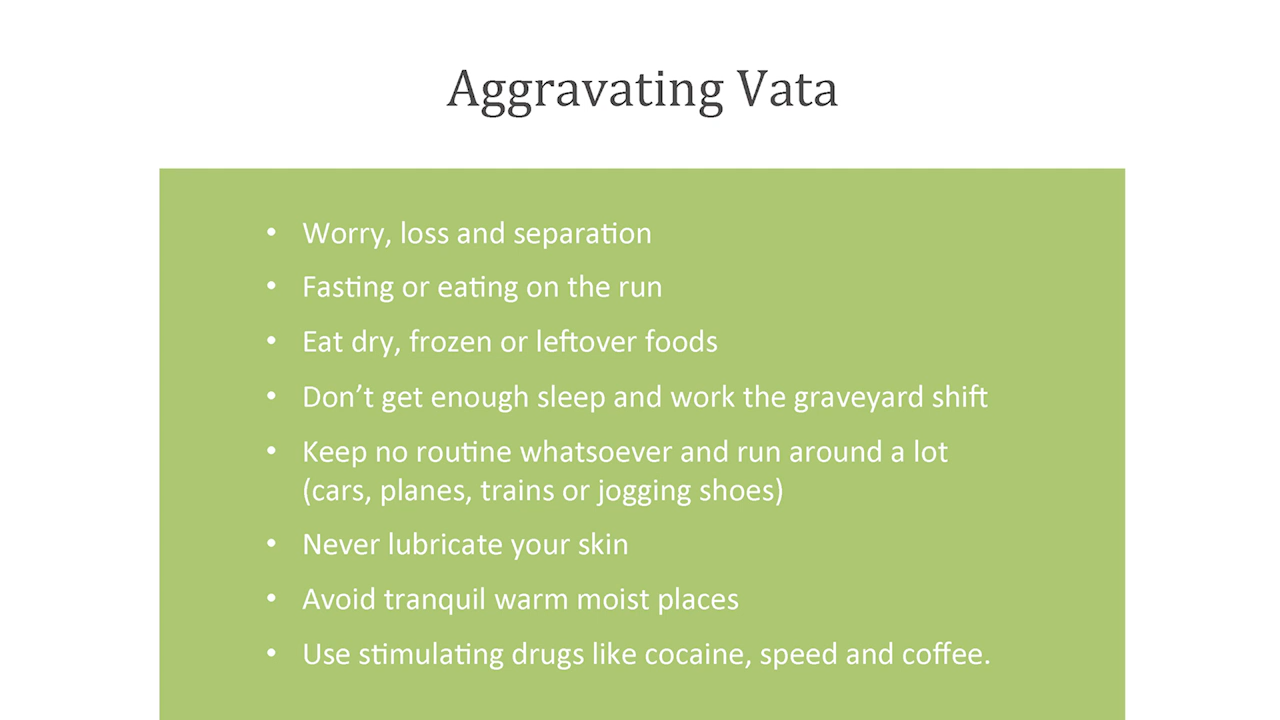 Aggravating Vata
• Worry, loss and separation
• Fasting or eating on the run
• Eat dry, frozen or leftover foods
• Don’t get enough sleep and work the graveyard shift
• Keep no routine whatsoever and run around a lot
(cars, planes, trains or jogging shoes)
• Never lubricate your skin
• Avoid tranquil warm moist places
• Use stimulating drugs like cocaine, speed and coffee.